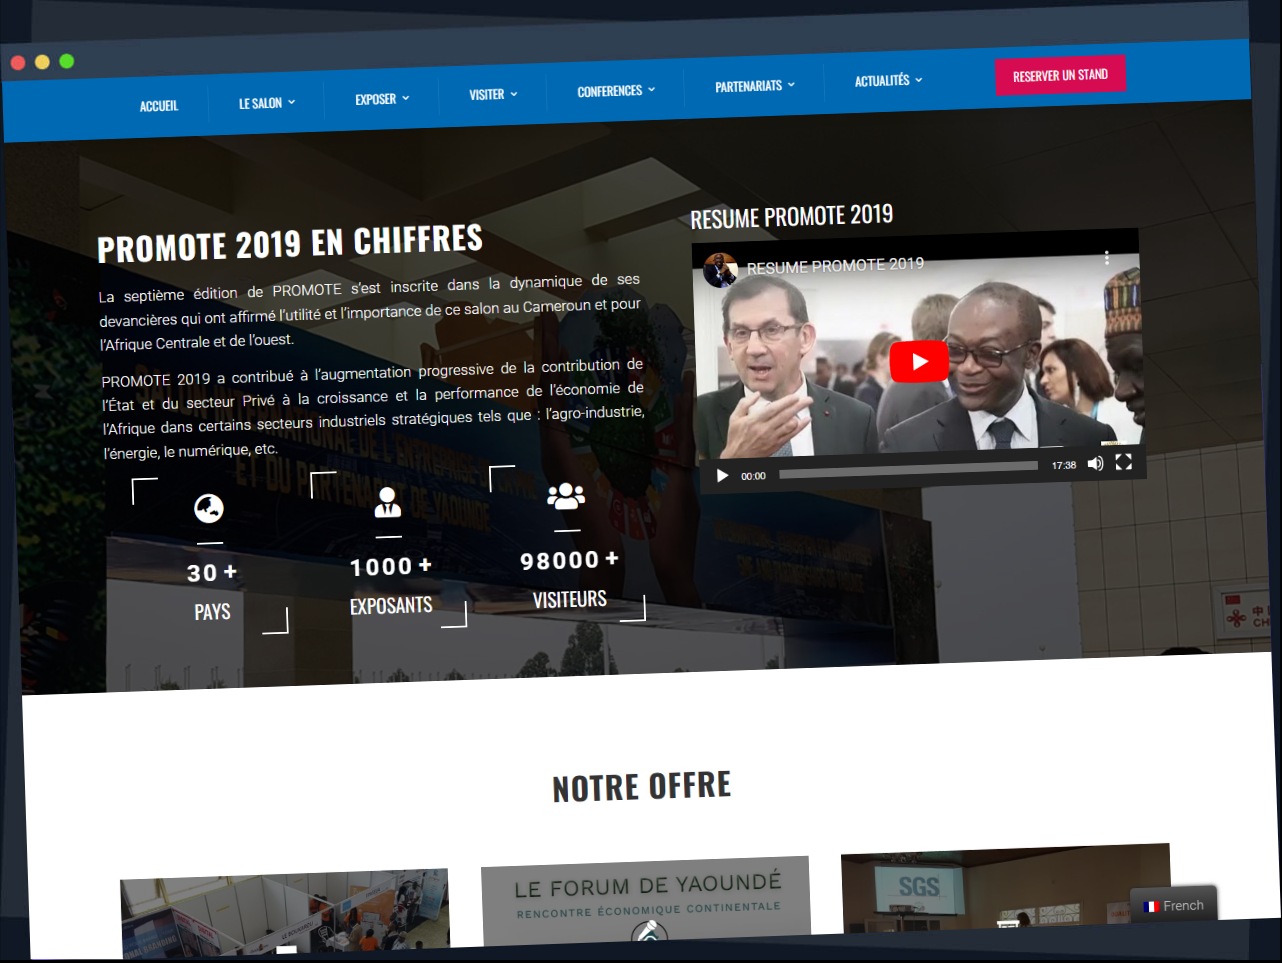 ACCUEIL
LE SALON
EXPOSER
VISITER
CONFERENCES
PARTENARIATS
ACTUALITÉS
RESERVER UN STAND
PROMOTE 2019 EN CHIFFRES
La septième édition de PROMOTE s'est inscrite dans la dynamique de ses
devancières qui ont affirmé l'utilité et l'importance de ce salon au Cameroun et pour
l'Afrique Centrale et de l'ouest.
PROMOTE 2019 a contribué à l'augmentation progressive de la contribution de
l'État et du secteur Privé à la croissance et la performance de l'économie de
l'Afrique dans certains secteurs industriels stratégiques tels que : l'agro-industrie,
l'énergie, le numérique, etc.
30 +
PAYS
1000 +
EXPOSANTS
98000 +
VISITEURS
RESUME PROMOTE 2019
RESUME PROMOTE 2019
00:00
17:38
NOTRE OFFRE
LE FORUM DE YAOUNDÉ
RENCONTRE ÉCONOMIQUE CONTINENTALE
SGS
French